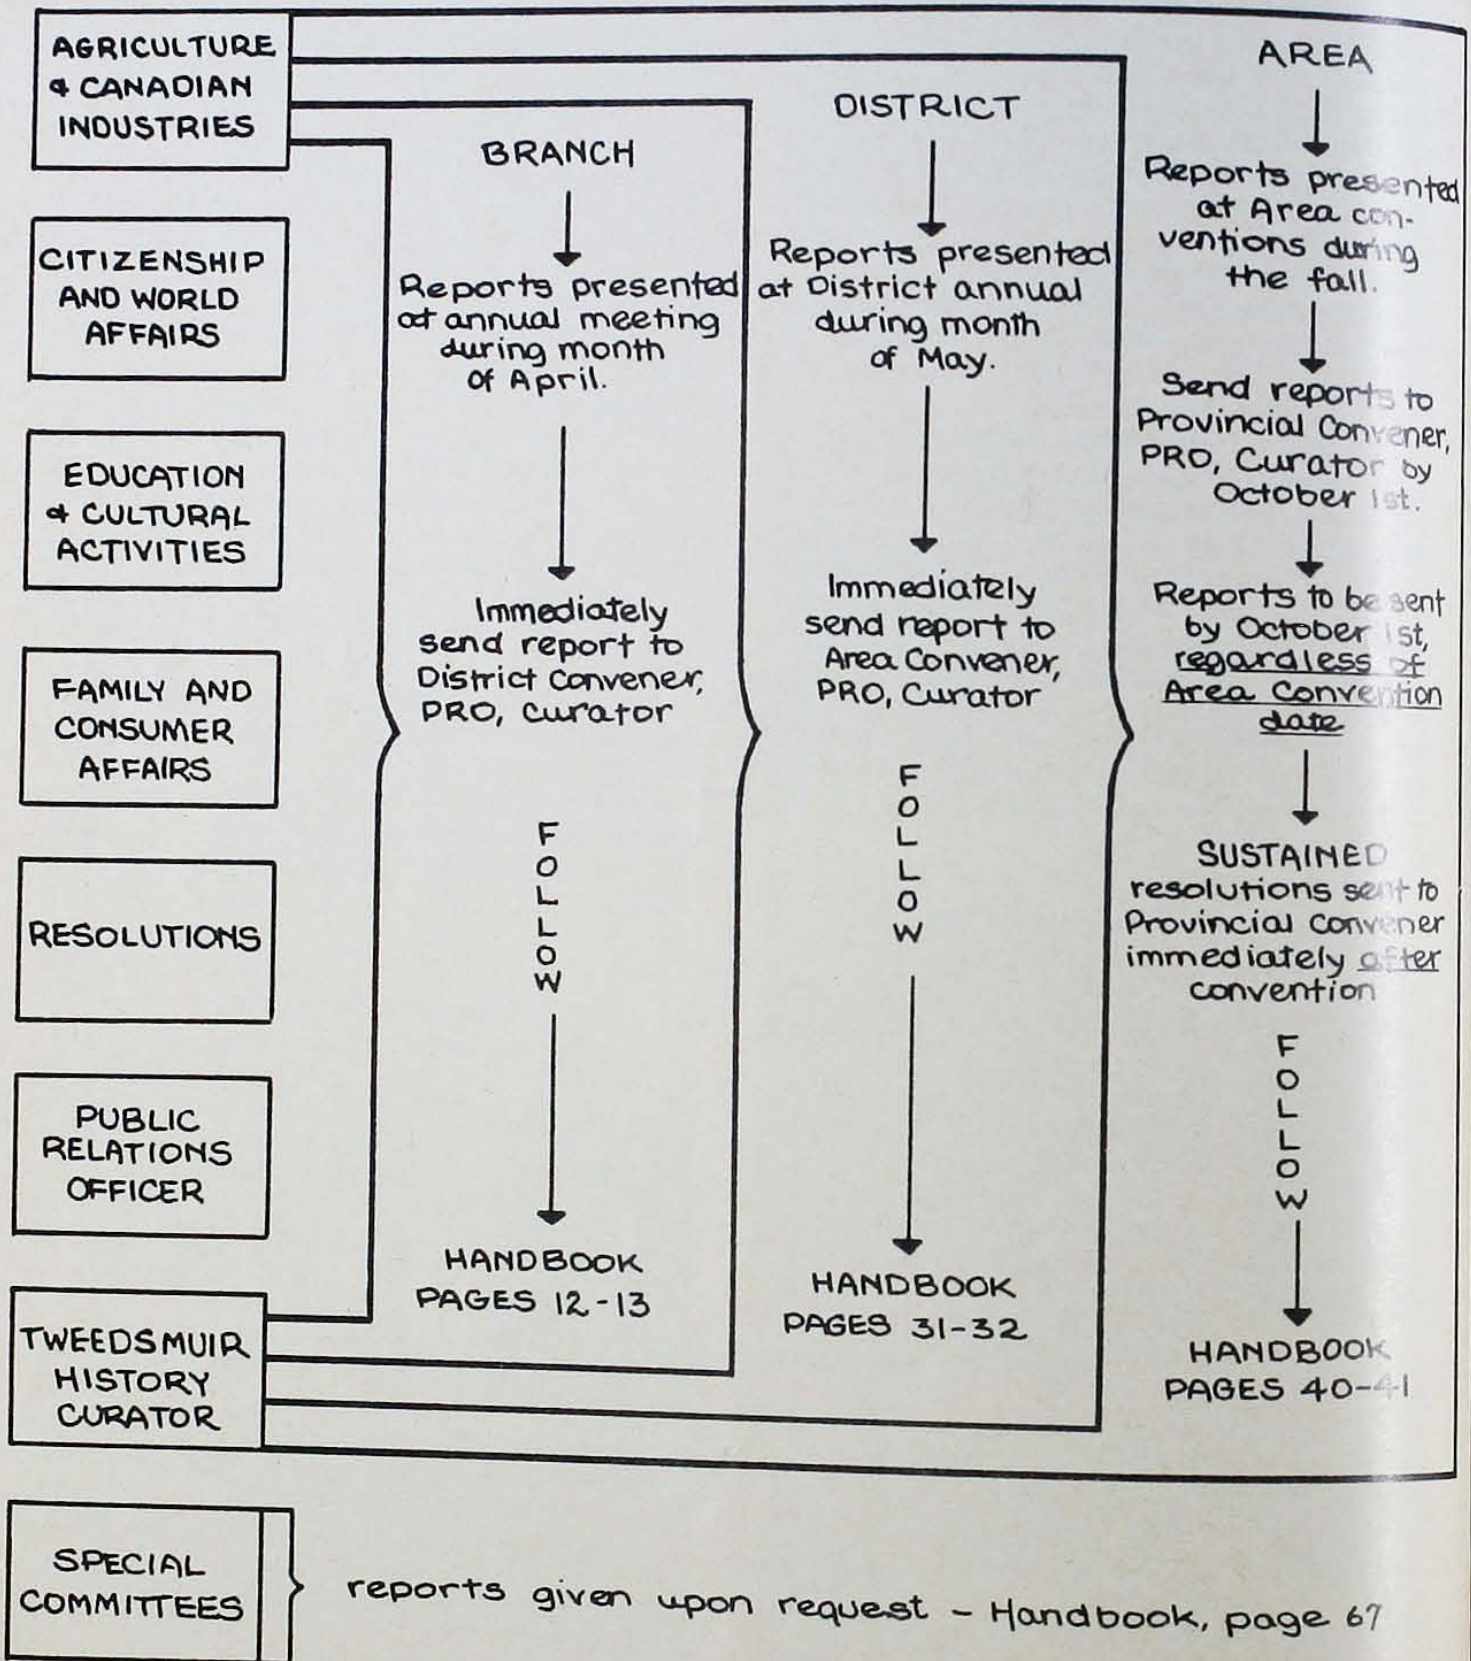 AGRICULTURE
& CANADIAN
INDUSTRIES
CITIZENSHIP
AND WORLD
AFFAIRS
EDUCATION
& CULTURAL
ACTIVITIES
FAMILY AND
CONSUMER
AFFAIRS
RESOLUTIONS
PUBLIC
RELATIONS
OFFICER
TWEEDSMUIR
HISTORY
CURATOR
BRANCH
Reports presented
at annual meeting
during month
of April.
Immediately
send report to
District Convener,
PRO, Curator
F
O
L
L
O
W
HANDBOOK
PAGES 12-13
DISTRICT
Reports presented
at District annual
during month
of May.
Immediately
send report to
Area Convener,
PRO, Curator
F
O
L
L
O
W
HANDBOOK
PAGES 31-32
AREA
Reports presented
at Area con-
ventions during
the fall.
Send reports to
Provincial Convener,
PRO, Curator by
October 1st.
Reports to be sent
by October 1st,
regardless of
Area Convention
date
SUSTAINED
resolutions sent to
Provincial Convener
immediately after
convention
F
O
L
L
O
W
HANDBOOK
PAGES 40-41
SPECIAL
COMMITTEES
reports given upon request - Handbook, page 67